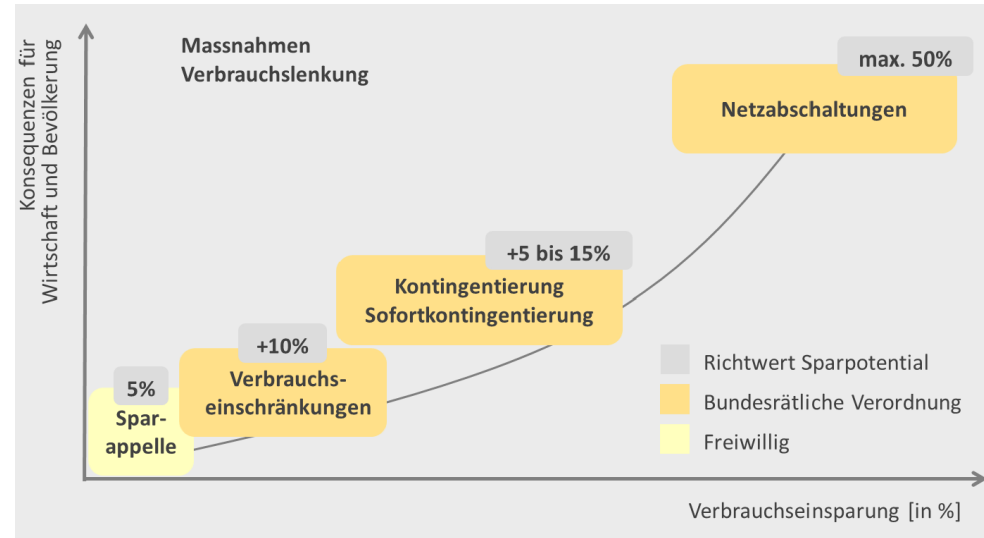 Massnahmen
Verbrauchslenkung
Konsequenzen für
Wirtschaft und Bevölkerung
max. 50%
Netzabschaltungen
+5 bis 15%
Kontingentierung
Sofortkontingentierung
+10%
Verbrauchs-
einschränkungen
5%
Spar-
appelle
Richtwert Sparpotential
Bundesrätliche Verordnung
Freiwillig
Verbrauchseinsparung [in %]